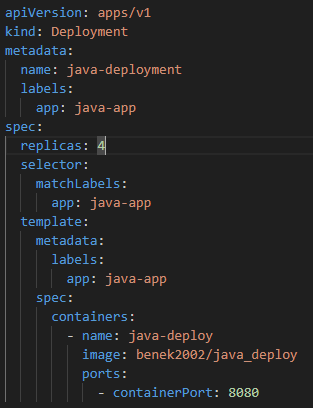 apiVersion: apps/v1
kind: Deployment
metadata:
  name: java-deployment
  labels:
    app: java-app
spec:
  replicas: 4
  selector:
    matchLabels:
      app: java-app
  template:
    metadata:
      labels:
        app: java-app
    spec:
      containers:
        - name: java-deploy
          image: benek2002/java_deploy
          ports:
            - containerPort: 8080